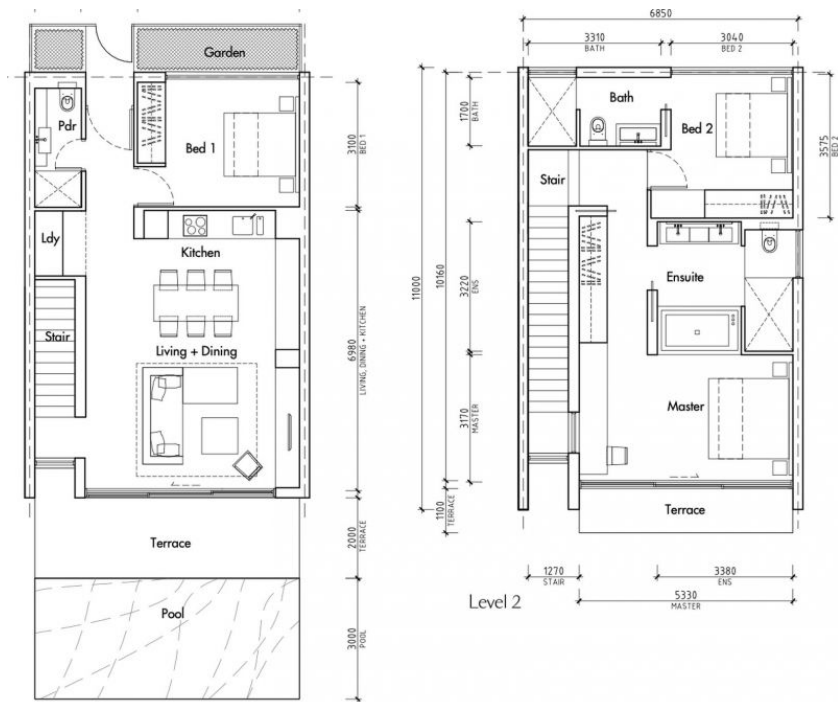 Garden
Pdr
Bed 1
3100
BED 1
Ldy
Kitchen
Stair
Living + Dining
6980
LIVING, DINING + KITCHEN
Terrace
2000
TERRACE
Pool
3000
POOL
6850
3310
BATH
3040
BED 2
1700
BATH
Bath
Bed 2
3575
BED 2
Stair
11000
10160
3220
ENS
Ensuite
3170
MASTER
Master
1100
TERRACE
Terrace
1270
STAIR
3380
ENS
5330
MASTER
Level 2